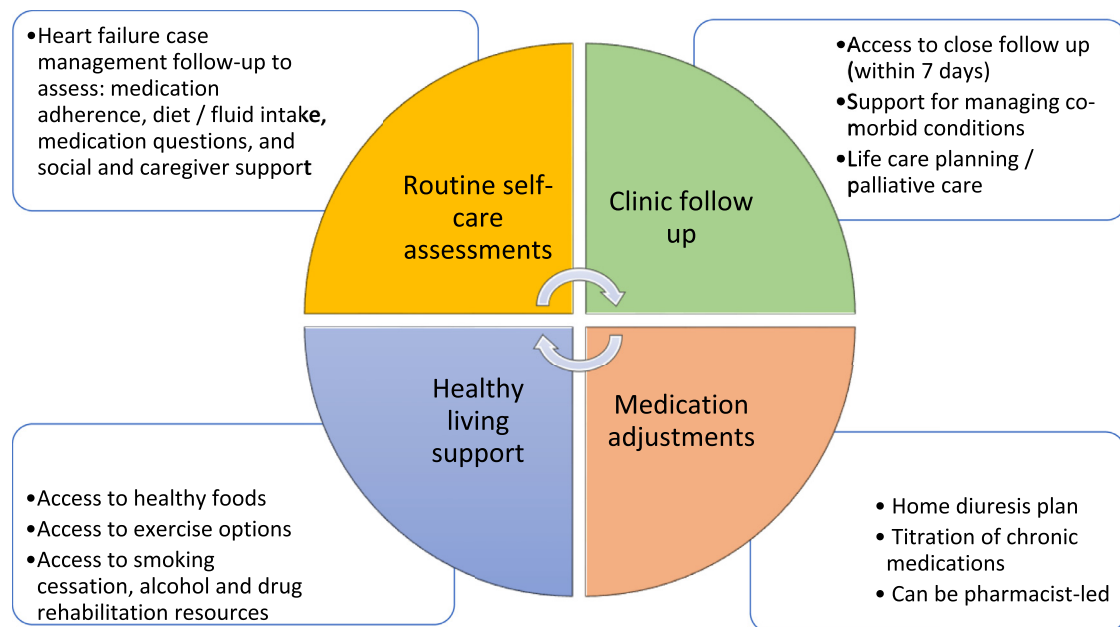 •Heart failure case
management follow-up to
assess: medication
adherence, diet / fluid intake,
medication questions, and
social and caregiver support
•Access to close follow up
(within 7 days)
•Support for managing co-
morbid conditions
•Life care planning /
palliative care
Routine self-
care
assessments
Clinic follow
up
Healthy
living
support
Medication
adjustments
•Access to healthy foods
•Access to exercise options
•Access to smoking
cessation, alcohol and drug
rehabilitation resources
• Home diuresis plan
• Titration of chronic
medications
• Can be pharmacist-led